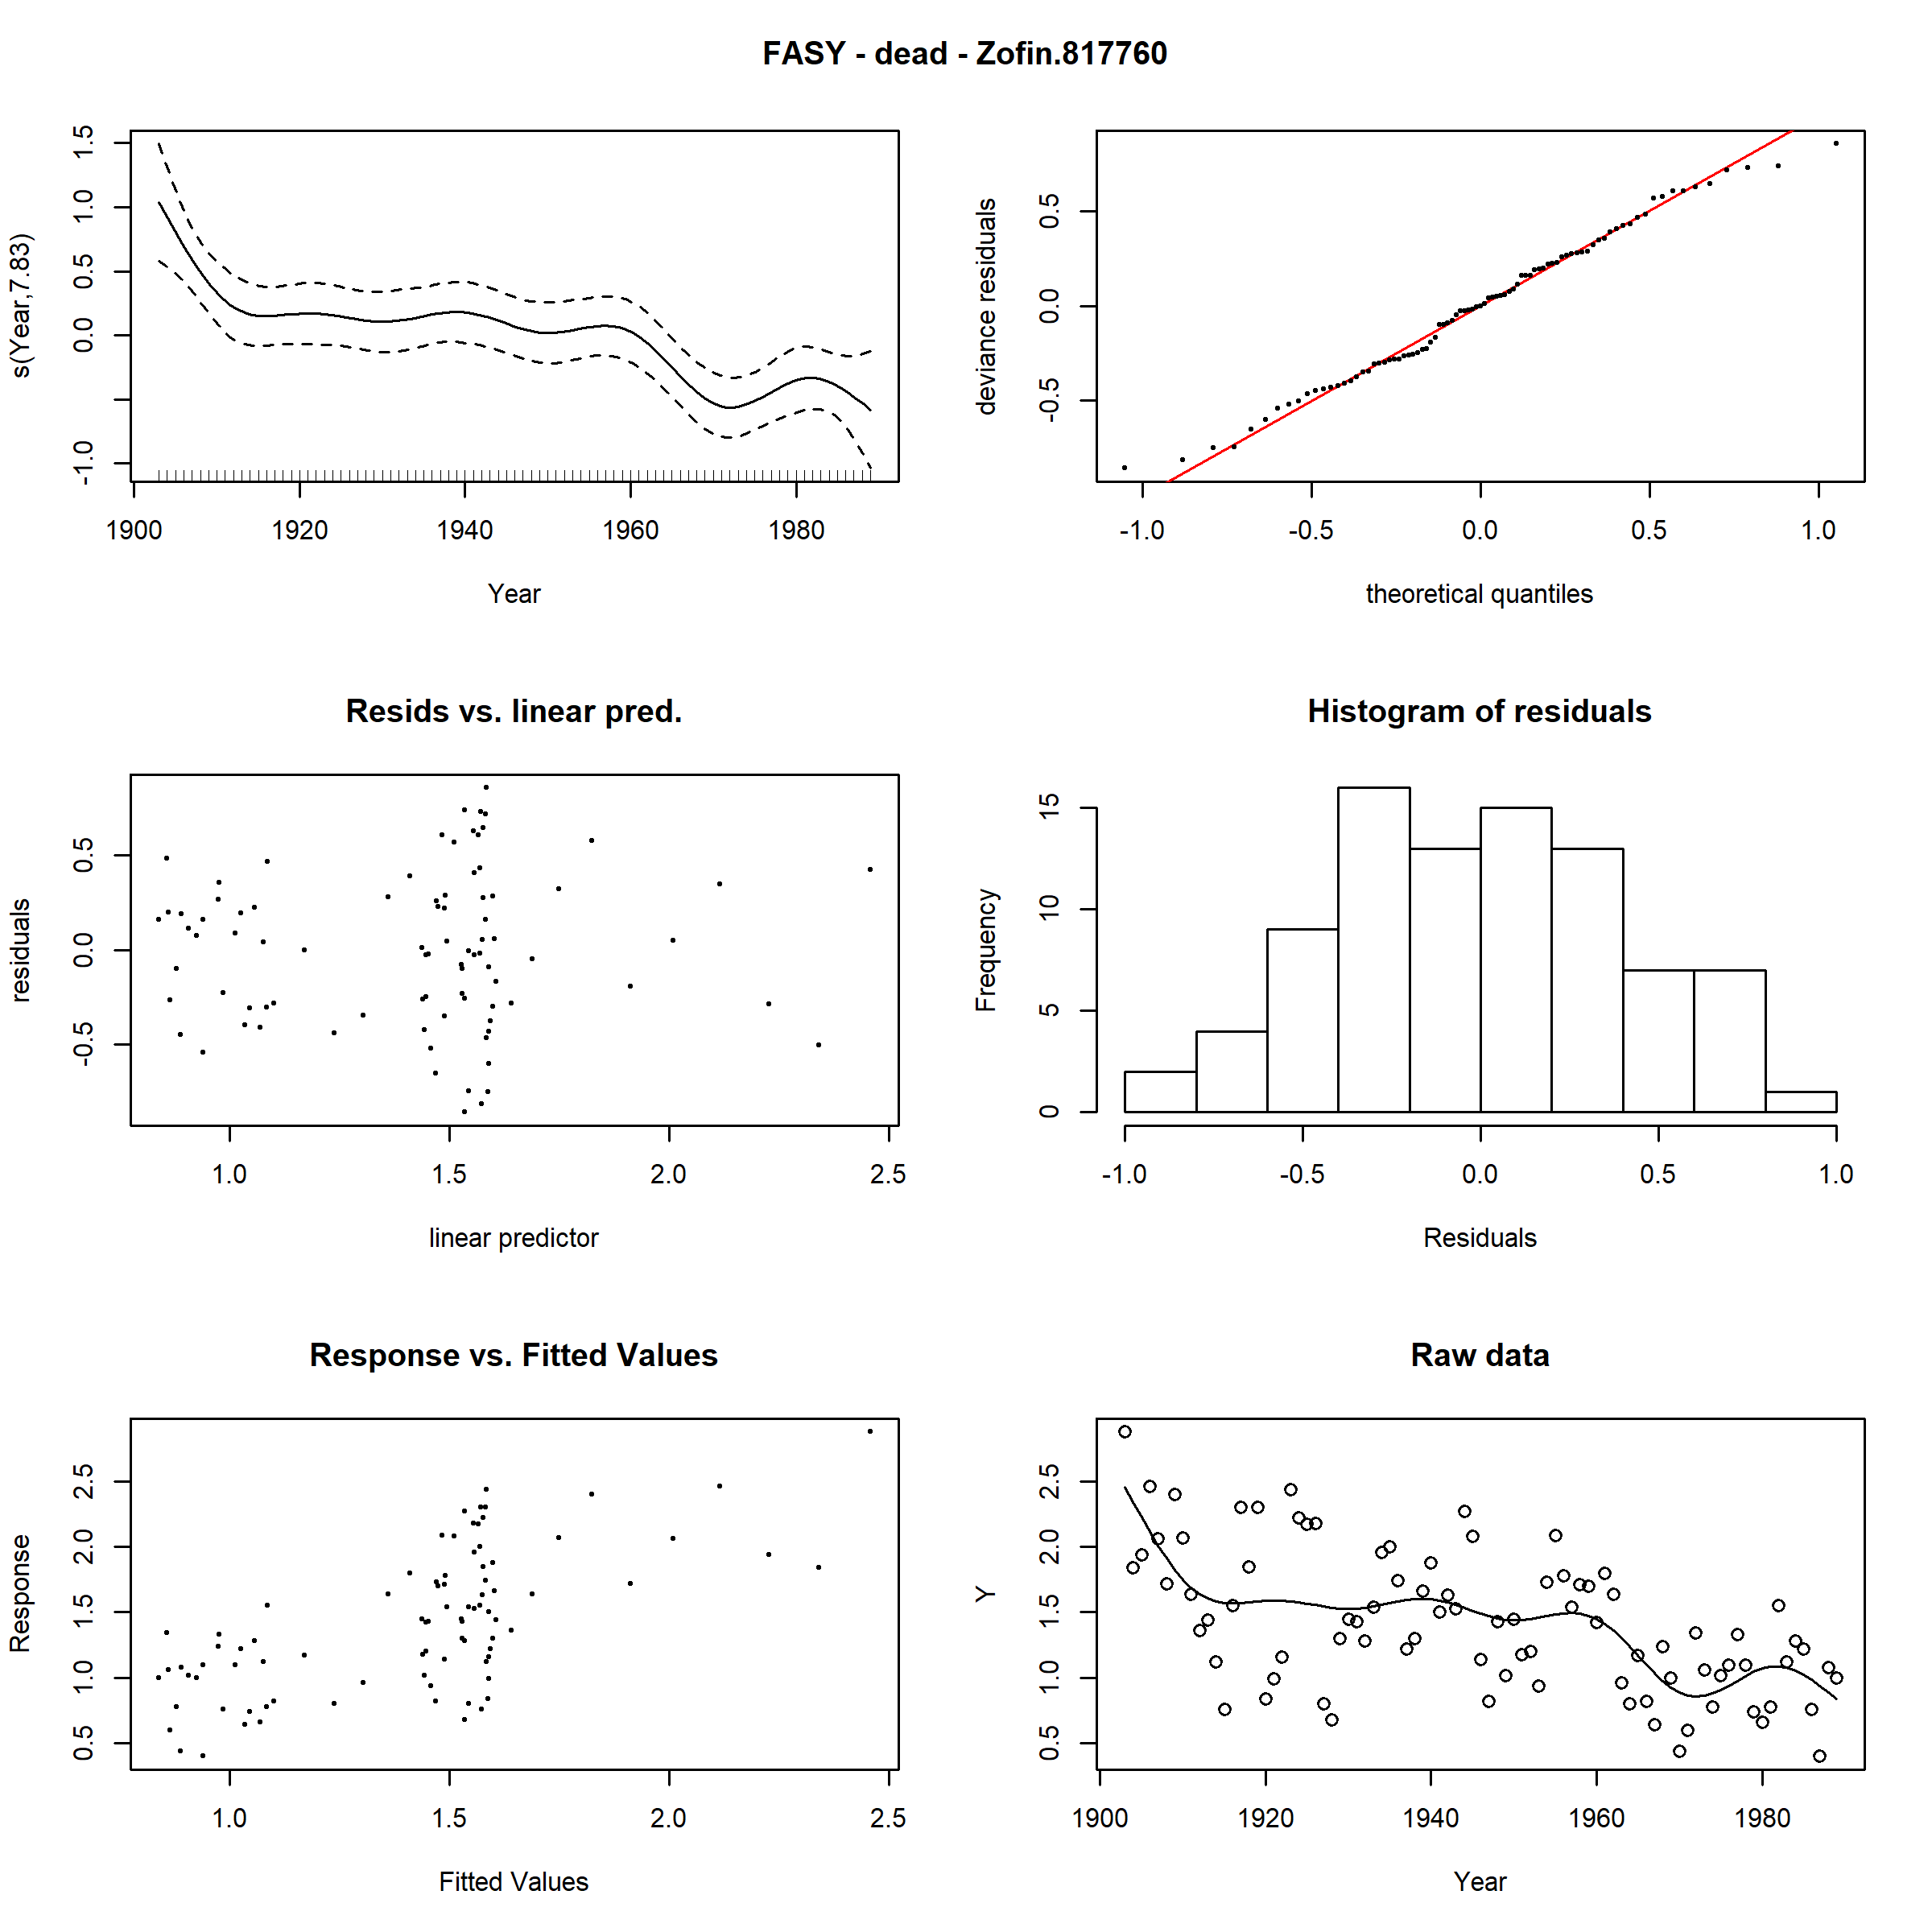 FASY - dead - Zofin.817760
s(Year,7.83)
1.5
1.0
0.5
0.0
-1.0
1900 1920 1940 1960 1980
Year
deviance residuals
0.5
0.0
-0.5
-1.0 -0.5 0.0 0.5 1.0
theoretical quantiles
Resids vs. linear pred.
residuals
0.5
0.0
-0.5
1.0 1.5 2.0 2.5
linear predictor
Histogram of residuals
Frequency
15
10
5
0
-1.0 -0.5 0.0 0.5 1.0
Residuals
Response vs. Fitted Values
Response
2.5
2.0
1.5
1.0
0.5
1.0 1.5 2.0 2.5
Fitted Values
Raw data
Y
2.5
2.0
1.5
1.0
0.5
1900 1920 1940 1960 1980
Year